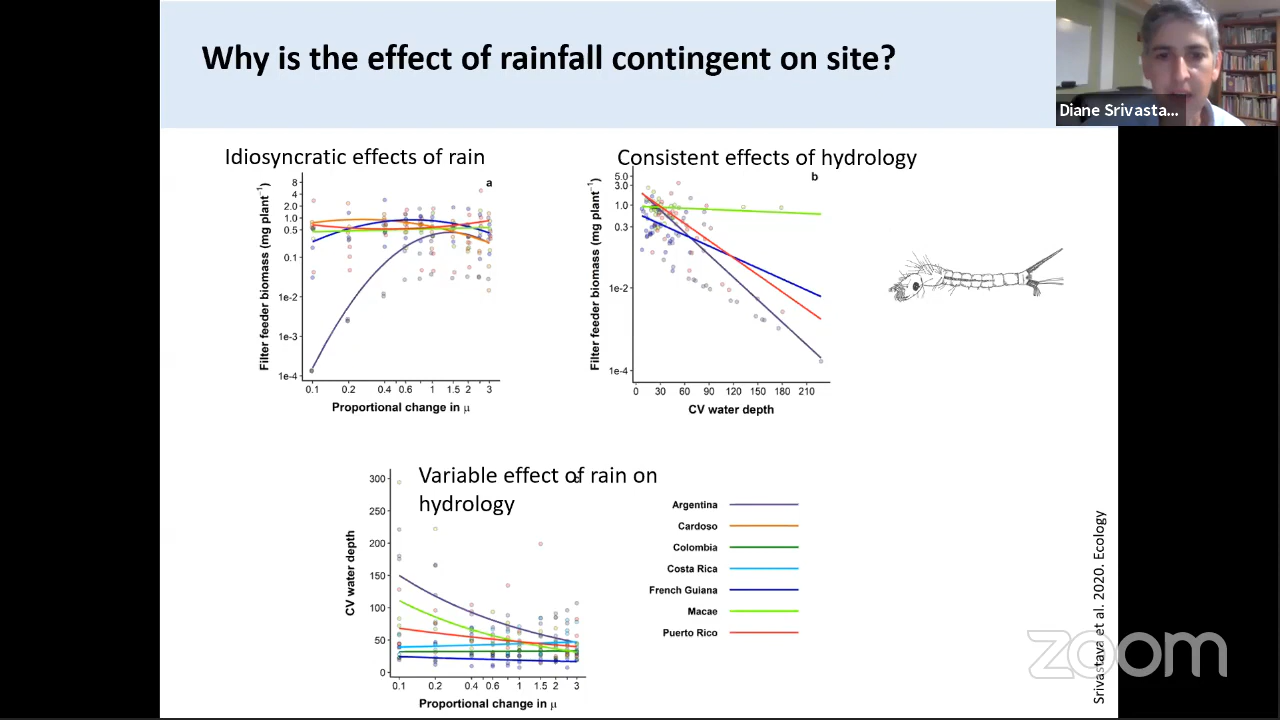 Why is the effect of rainfall contingent on site?
Diane Srivasta...
Idiosyncratic effects of rain
Consistent effects of hydrology
a
Filter feeder biomass (mg plant⁻¹)
8
4
2.0
1.0
0.5
0.1
1e-2
1e-3
1e-4
0.1 0.2 0.4 0.6 1 1.5 2 3
Proportional change in μ
b
Filter feeder biomass (mg plant⁻¹)
5.0
3.0
1.0
0.3
1e-2
1e-4
0 30 60 90 120 150 180 210
CV water depth
Variable effect of rain on
hydrology
c
CV water depth
300
250
200
150
100
50
0
0.1 0.2 0.4 0.6 1 1.5 2 3
Proportional change in μ
Argentina
Cardoso
Colombia
Costa Rica
French Guiana
Macae
Puerto Rico
Srivastava et al. 2020. Ecology
zoom